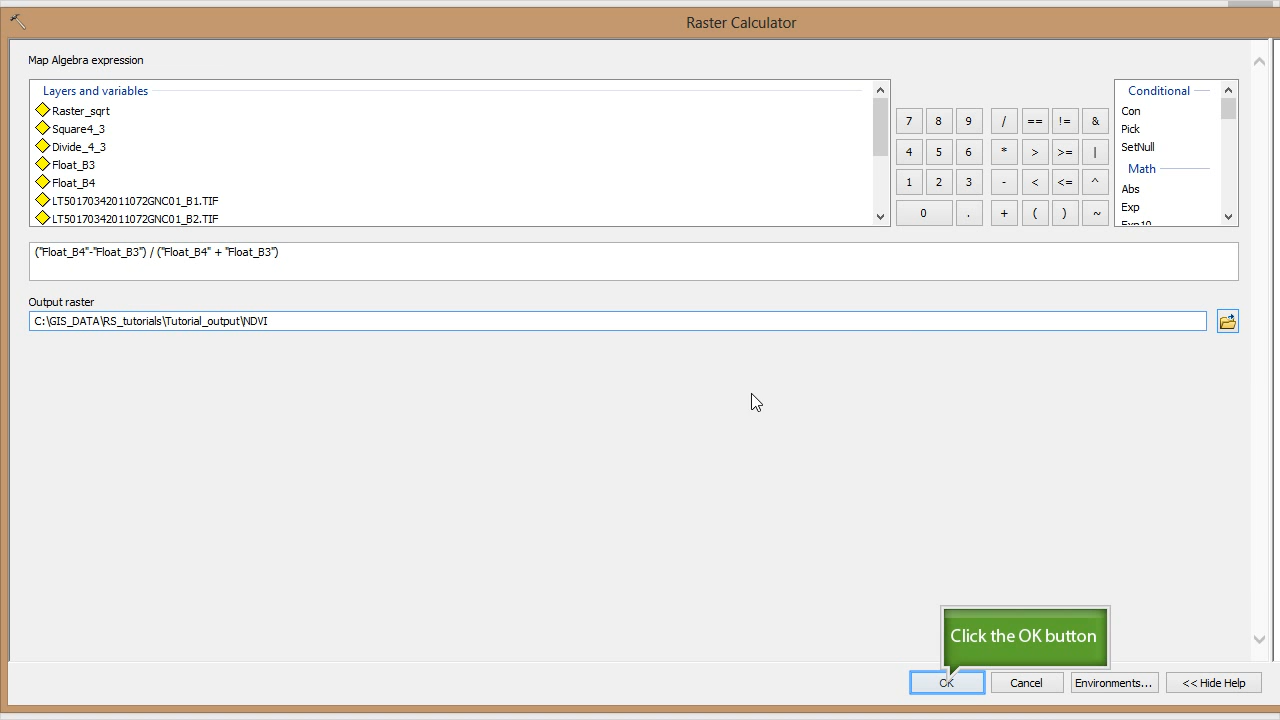 Raster Calculator
Map Algebra expression
Layers and variables
Raster_sqrt
Square4_3
Divide_4_3
Float_B3
Float_B4
LT50170342011072GNC01_B1.TIF
LT50170342011072GNC01_B2.TIF
7 8 9 / == != &
4 5 6 * > >= |
1 2 3 - < <= ^
0 . + ( ) ~
Conditional
Con
Pick
SetNull
Math
Abs
Exp
Exp10
("Float_B4"-"Float_B3") / ("Float_B4" + "Float_B3")
Output raster
C:\GIS_DATA\RS_tutorials\Tutorial_output\NDVI
Click the OK button
OK Cancel Environments... << Hide Help